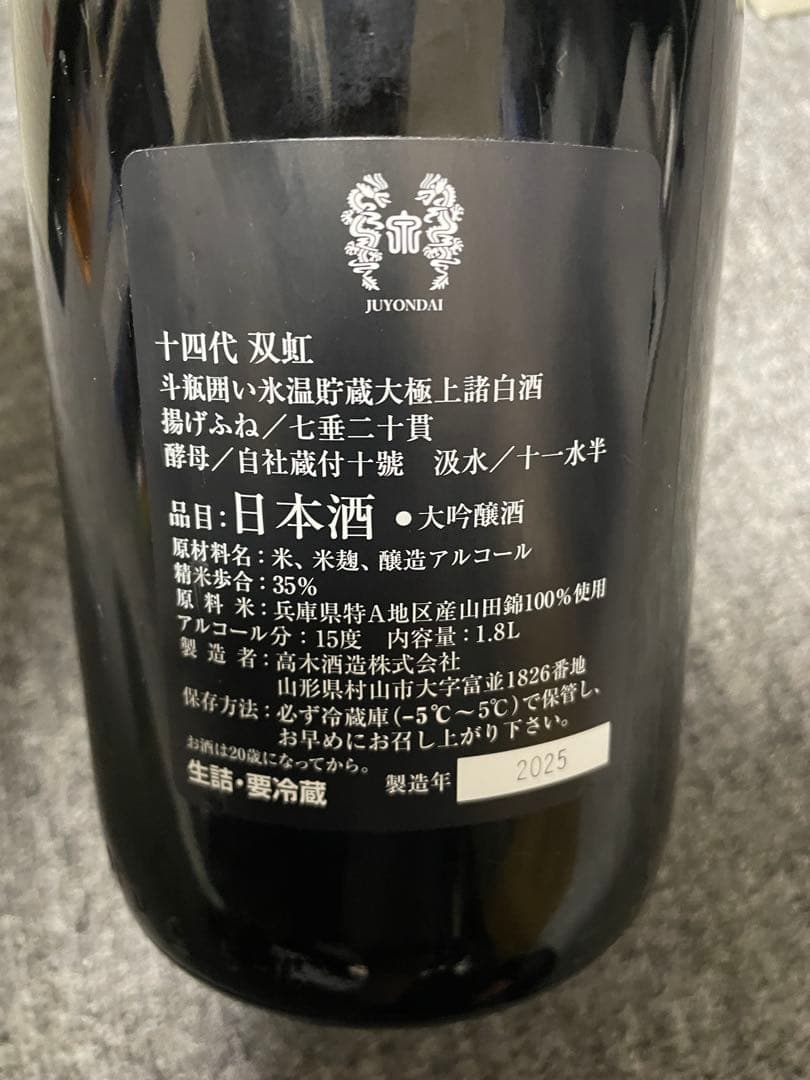 JUYONDAI
十四代 双虹
斗瓶囲い氷温貯蔵大極上諸白酒
揚げふね／七垂二十貫
酵母／自社蔵付十號　汲水／十一水半
品目：日本酒 ●大吟醸酒
原材料名：米、米麹、醸造アルコール
精米歩合：35％
原料米：兵庫県特A地区産山田錦100％使用
アルコール分：15度　内容量：1.8L
製造者：高木酒造株式会社
山形県村山市大字富並1826番地
保存方法：必ず冷蔵庫(−5℃〜5℃)で保管し、
お早めにお召し上がり下さい。
お酒は20歳になってから。
生詰・要冷蔵　製造年 2025